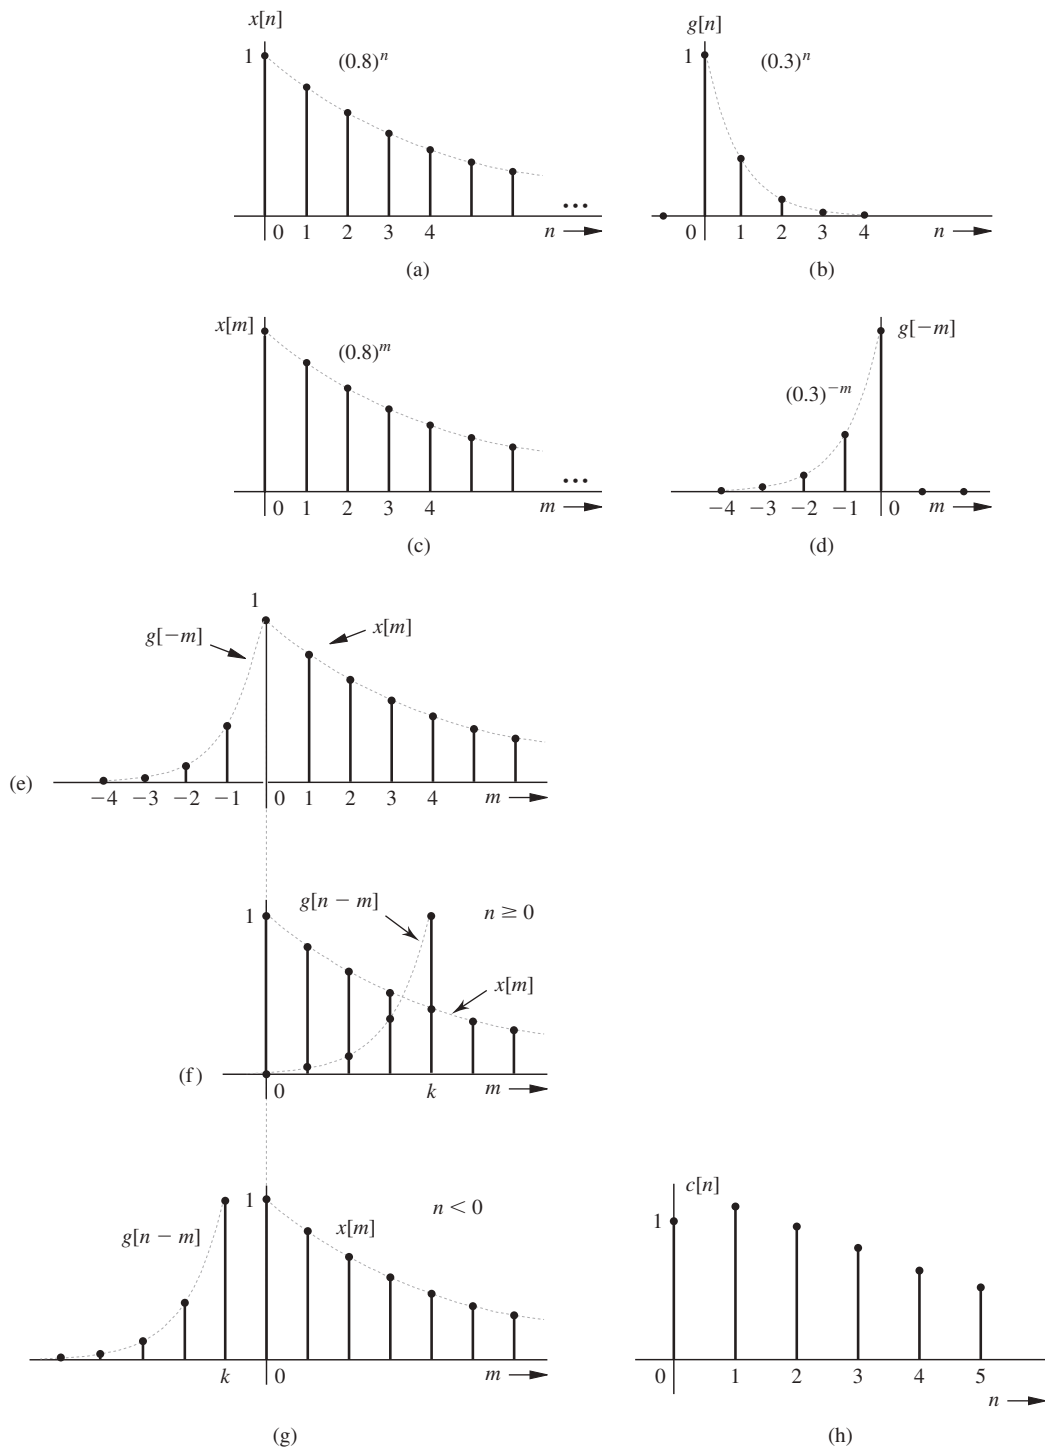 x[n]
1
(0.8)ⁿ
0 1 2 3 4
n
(a)
g[n]
1
(0.3)ⁿ
0 1 2 3 4
n
(b)
x[m]
(0.8)ᵐ
0 1 2 3 4
m
(c)
g[−m]
(0.3)⁻ᵐ
−4 −3 −2 −1 0
m
(d)
1
g[−m]
x[m]
(e)
−4 −3 −2 −1 0 1 2 3 4
m
g[n − m]
n ≥ 0
1
x[m]
(f)
0
k
m
1
n < 0
g[n − m]
x[m]
k
0
m
(g)
c[n]
1
0 1 2 3 4 5
n
(h)